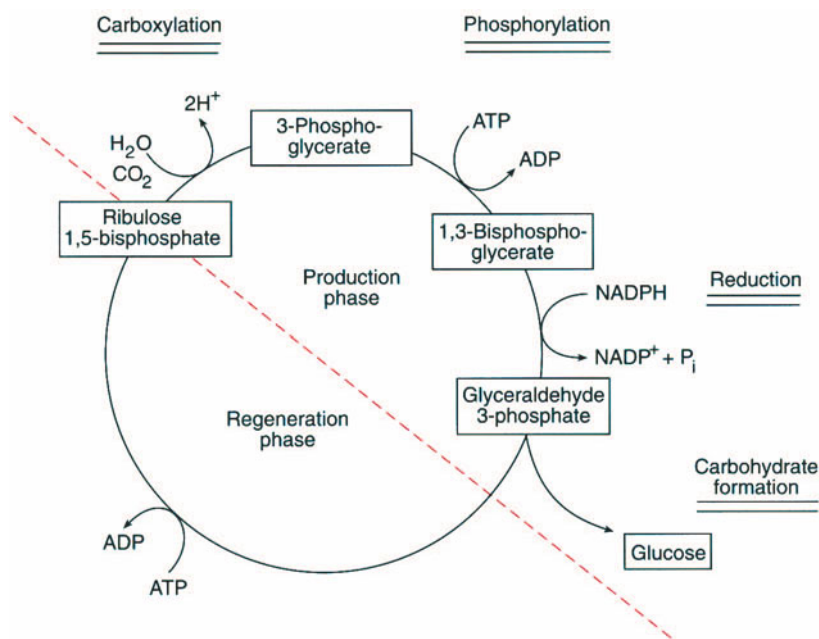 Carboxylation
Phosphorylation
2H+
H2O
CO2
3-Phospho-
glycerate
ATP
ADP
Ribulose
1,5-bisphosphate
1,3-Bisphospho-
glycerate
Production
phase
NADPH
Reduction
NADP+ + Pi
Glyceraldehyde
3-phosphate
Regeneration
phase
Carbohydrate
formation
ADP
ATP
Glucose